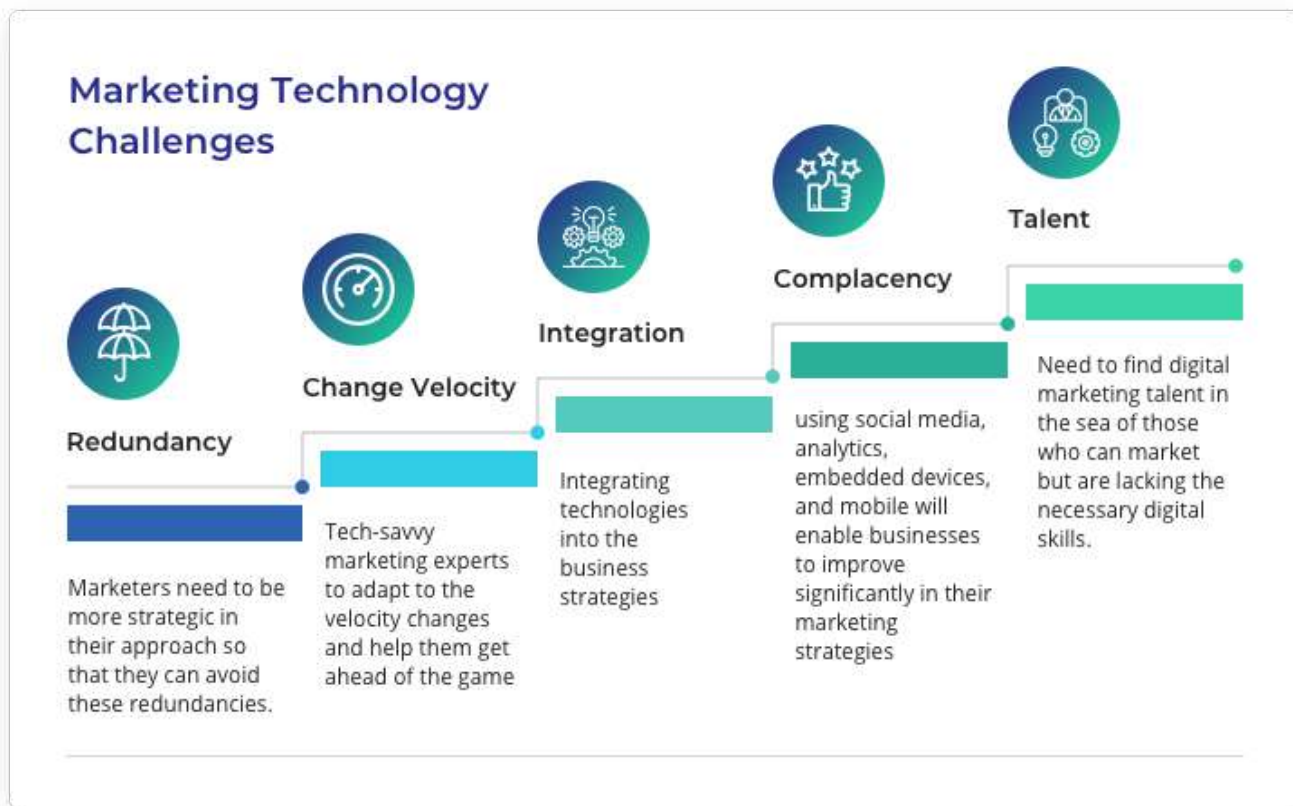 Marketing Technology
Challenges
Redundancy
Marketers need to be
more strategic in
their approach so
that they can avoid
these redundancies.
Change Velocity
Tech-savvy
marketing experts
to adapt to the
velocity changes
and help them get
ahead of the game
Integration
Integrating
technologies
into the
business
strategies
Complacency
using social media,
analytics,
embedded devices,
and mobile will
enable businesses
to improve
significantly in their
marketing
strategies
Talent
Need to find digital
marketing talent in
the sea of those
who can market
but are lacking the
necessary digital
skills.